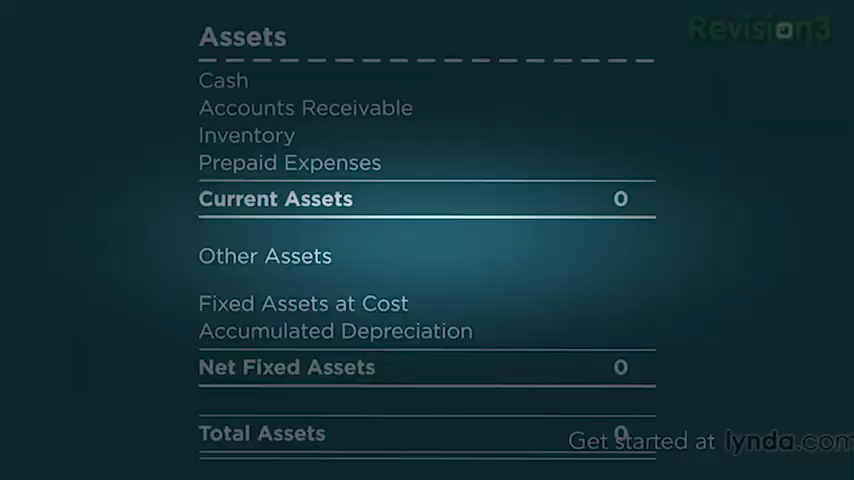 Revision3
Assets
Cash
Accounts Receivable
Inventory
Prepaid Expenses
Current Assets 0
Other Assets
Fixed Assets at Cost
Accumulated Depreciation
Net Fixed Assets 0
Total Assets 0
Get started at lynda.com